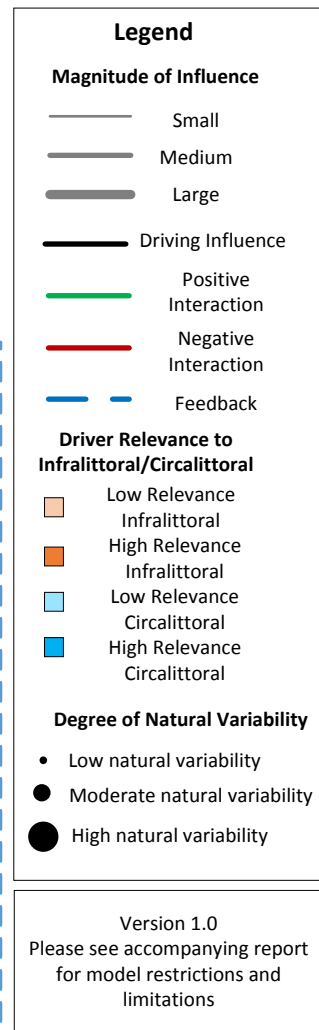 Legend
Magnitude of Influence
Small
Medium
Large
Driving Influence
Positive
Interaction
Negative
Interaction
Feedback
Driver Relevance to
Infralittoral/Circalittoral
Low Relevance
Infralittoral
High Relevance
Infralittoral
Low Relevance
Circalittoral
High Relevance
Circalittoral
Degree of Natural Variability
Low natural variability
Moderate natural variability
High natural variability
Version 1.0
Please see accompanying report
for model restrictions and
limitations